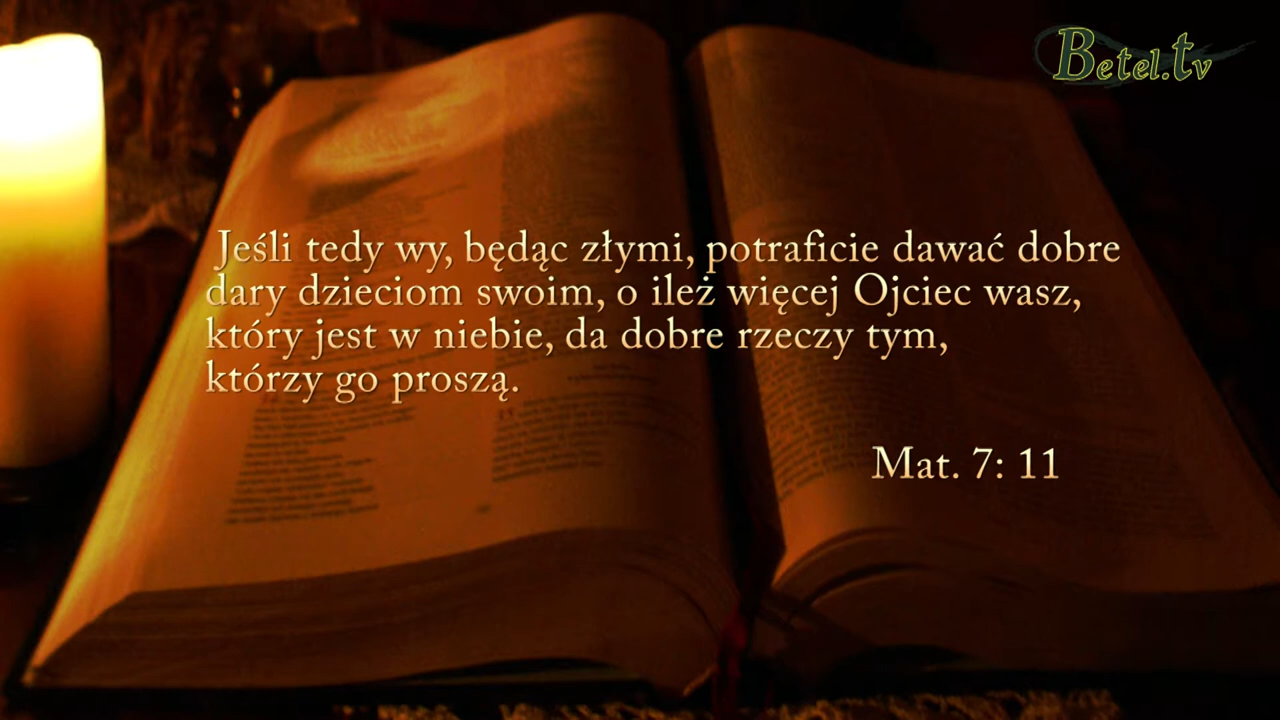 Betel.tv
Jeśli tedy wy, będąc złymi, potraficie dawać dobre
dary dzieciom swoim, o ileż więcej Ojciec wasz,
który jest w niebie, da dobre rzeczy tym,
którzy go proszą.
Mat. 7: 11